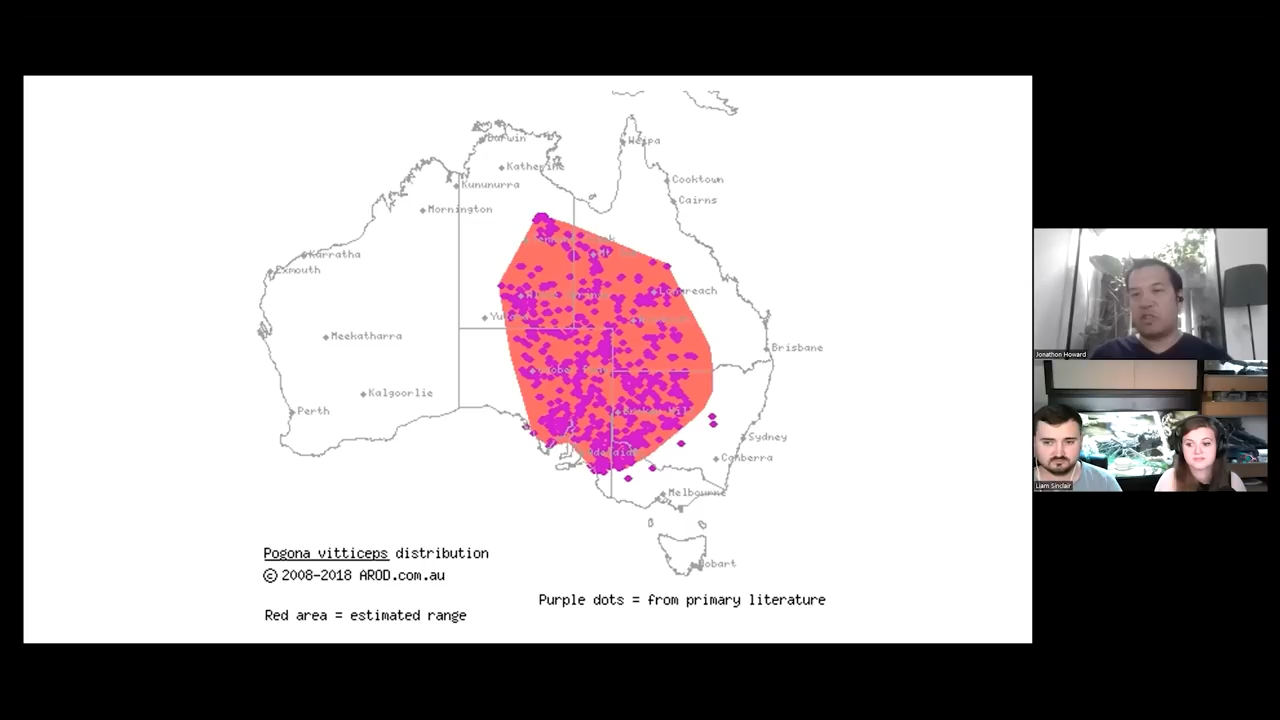 Darwin
Weipa
Katherine
Cooktown
Kununurra
Cairns
Mornington
Karratha
Exmouth
Longreach
Meekatharra
Brisbane
Kalgoorlie
Perth
Sydney
Adelaide
Canberra
Melbourne
Hobart
Pogona vitticeps distribution
© 2008-2018 AROD.com.au
Purple dots = from primary literature
Red area = estimated range
Jonathon Howard
Liam Sinclair